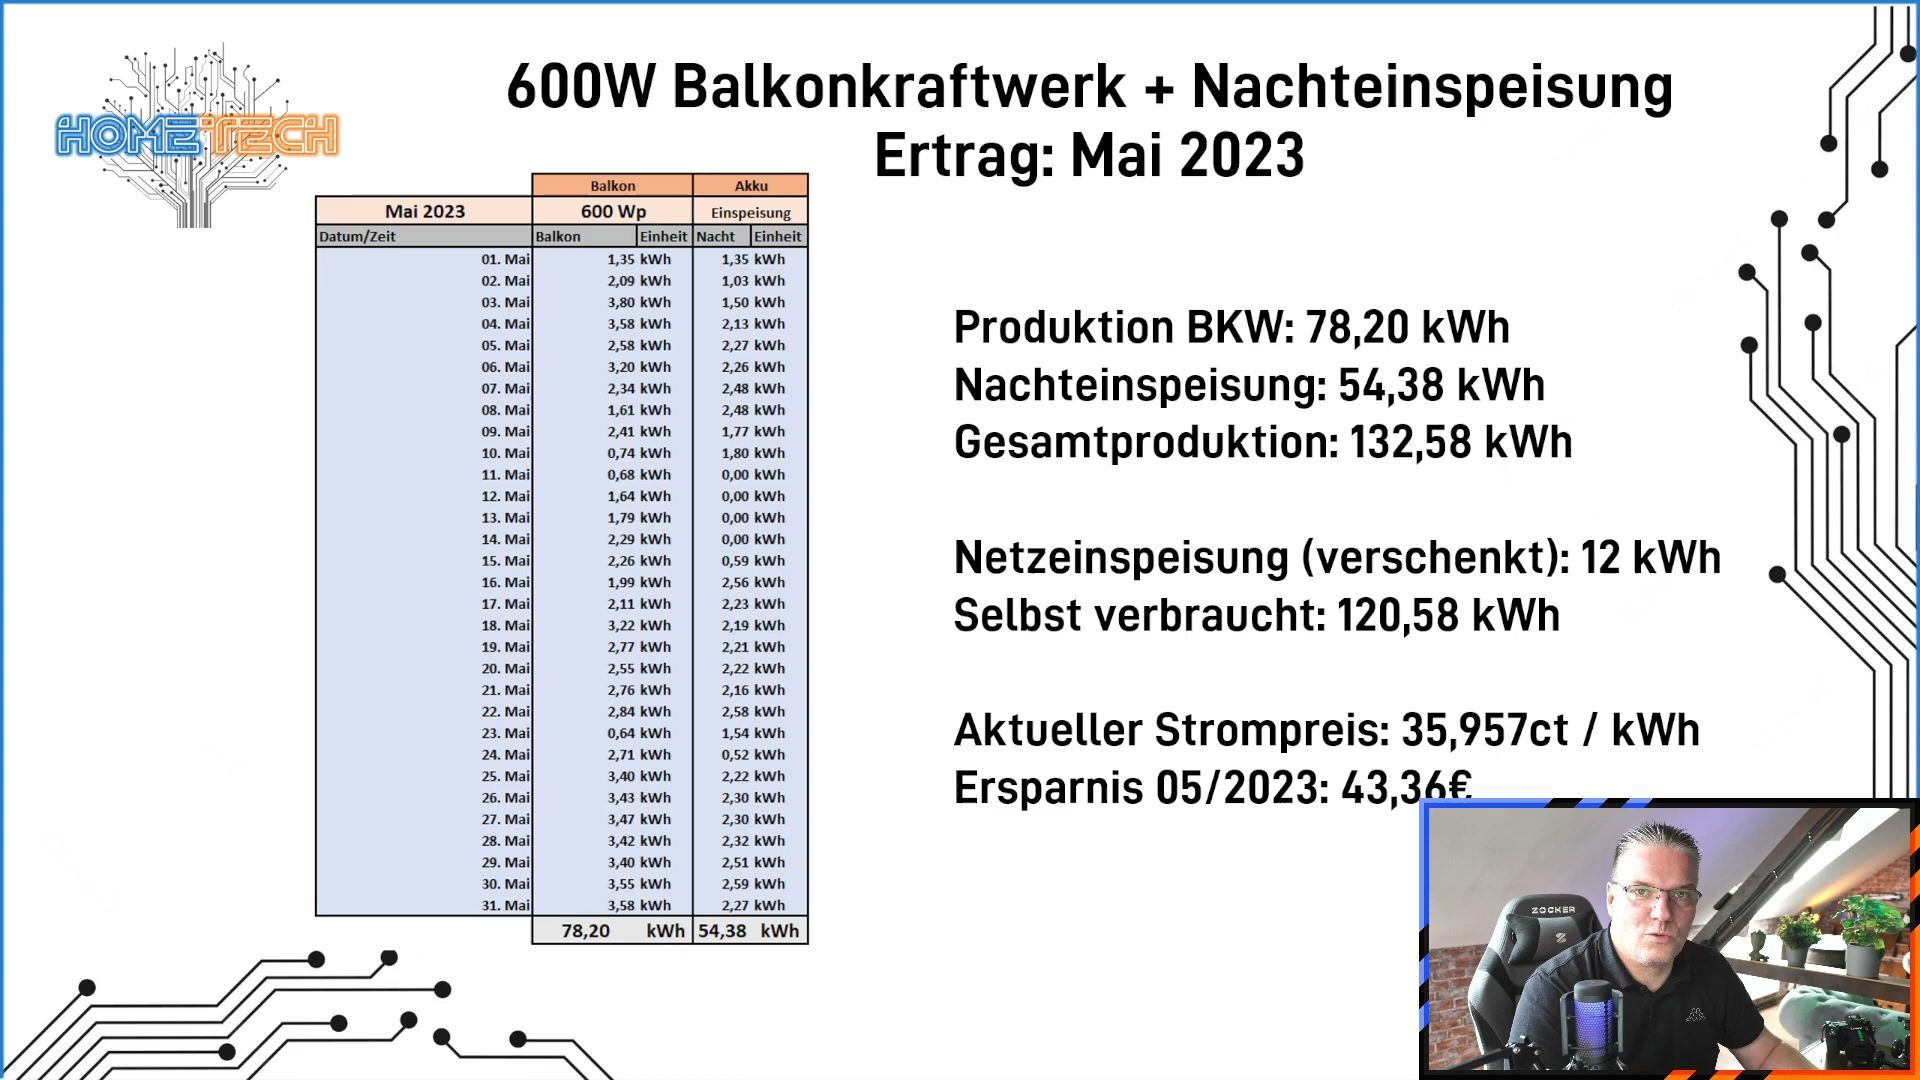 HOMETECH
600W Balkonkraftwerk + Nachteinspeisung
Ertrag: Mai 2023
Balkon Akku
Mai 2023 600 Wp Einspeisung
Datum/Zeit Balkon Einheit Nacht Einheit
01. Mai 1,35 kWh 1,35 kWh
02. Mai 2,09 kWh 1,03 kWh
03. Mai 3,80 kWh 1,50 kWh
04. Mai 3,58 kWh 2,13 kWh
05. Mai 2,58 kWh 2,27 kWh
06. Mai 3,20 kWh 2,26 kWh
07. Mai 2,34 kWh 2,48 kWh
08. Mai 1,61 kWh 2,48 kWh
09. Mai 2,41 kWh 1,77 kWh
10. Mai 0,74 kWh 1,80 kWh
11. Mai 0,68 kWh 0,00 kWh
12. Mai 1,64 kWh 0,00 kWh
13. Mai 1,79 kWh 0,00 kWh
14. Mai 2,29 kWh 0,00 kWh
15. Mai 2,26 kWh 0,59 kWh
16. Mai 1,99 kWh 2,56 kWh
17. Mai 2,11 kWh 2,23 kWh
18. Mai 3,22 kWh 2,19 kWh
19. Mai 2,77 kWh 2,21 kWh
20. Mai 2,55 kWh 2,22 kWh
21. Mai 2,76 kWh 2,16 kWh
22. Mai 2,84 kWh 2,58 kWh
23. Mai 0,64 kWh 1,54 kWh
24. Mai 2,71 kWh 0,52 kWh
25. Mai 3,40 kWh 2,22 kWh
26. Mai 3,43 kWh 2,30 kWh
27. Mai 3,47 kWh 2,30 kWh
28. Mai 3,42 kWh 2,32 kWh
29. Mai 3,40 kWh 2,51 kWh
30. Mai 3,55 kWh 2,59 kWh
31. Mai 3,58 kWh 2,27 kWh
78,20 kWh 54,38 kWh
Produktion BKW: 78,20 kWh
Nachteinspeisung: 54,38 kWh
Gesamtproduktion: 132,58 kWh
Netzeinspeisung (verschenkt): 12 kWh
Selbst verbraucht: 120,58 kWh
Aktueller Strompreis: 35,957ct / kWh
Ersparnis 05/2023: 43,36€
ZOCKER